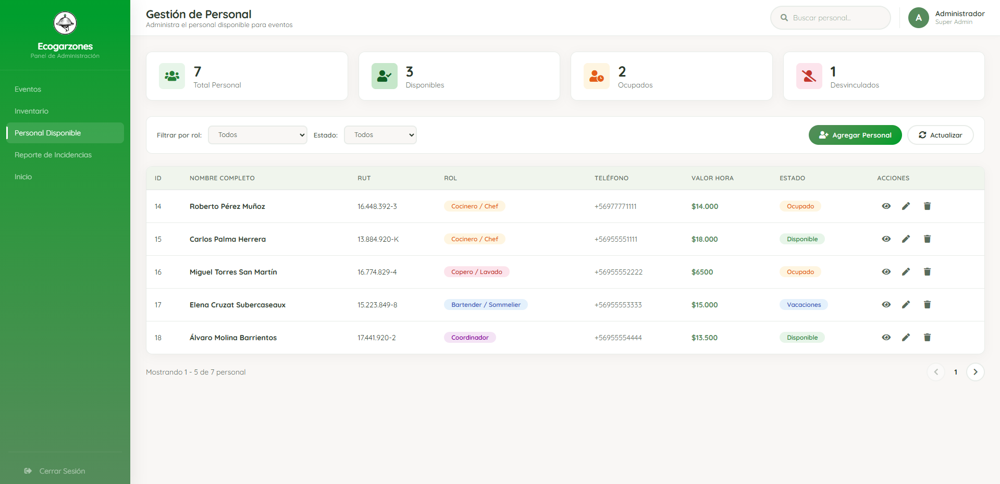 Ecogarzones
Panel de Administración
Eventos
Inventario
Personal Disponible
Reporte de Incidencias
Inicio
Cerrar Sesión
Gestión de Personal
Administra el personal disponible para eventos
Buscar personal...
A
Administrador
Super Admin
7
Total Personal
3
Disponibles
2
Ocupados
1
Desvinculados
Filtrar por rol: Todos Estado: Todos Agregar Personal Actualizar
ID NOMBRE COMPLETO RUT ROL TELÉFONO VALOR HORA ESTADO ACCIONES
14 Roberto Pérez Muñoz 16.448.392-3 Cocinero / Chef +56977771111 $14.000 Ocupado
15 Carlos Palma Herrera 13.884.920-K Cocinero / Chef +56955551111 $18.000 Disponible
16 Miguel Torres San Martín 16.774.829-4 Copero / Lavado +56955552222 $6500 Ocupado
17 Elena Cruzat Subercaseaux 15.223.849-8 Bartender / Sommelier +56955553333 $15.000 Vacaciones
18 Álvaro Molina Barrientos 17.441.920-2 Coordinador +56955554444 $13.500 Disponible
Mostrando 1 - 5 de 7 personal
1